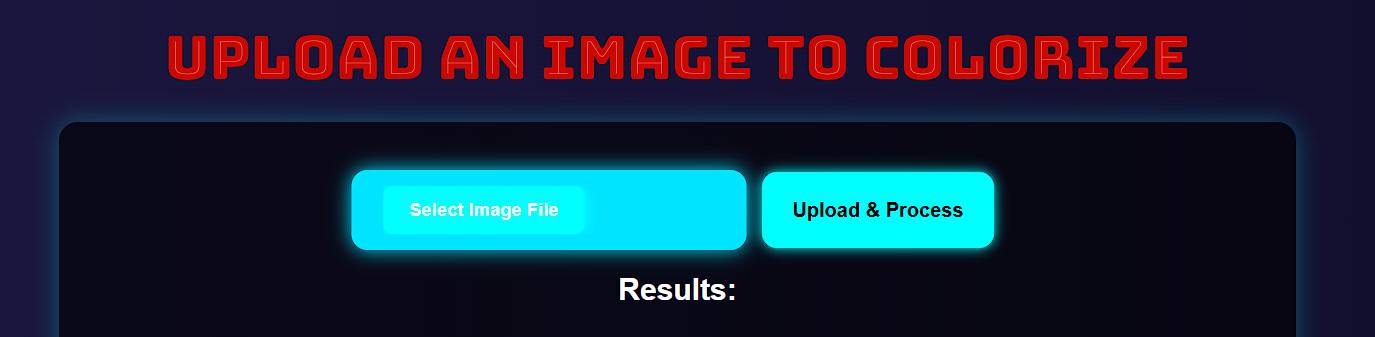 UPLOAD AN IMAGE TO COLORIZE
Select Image File
Upload & Process
Results: